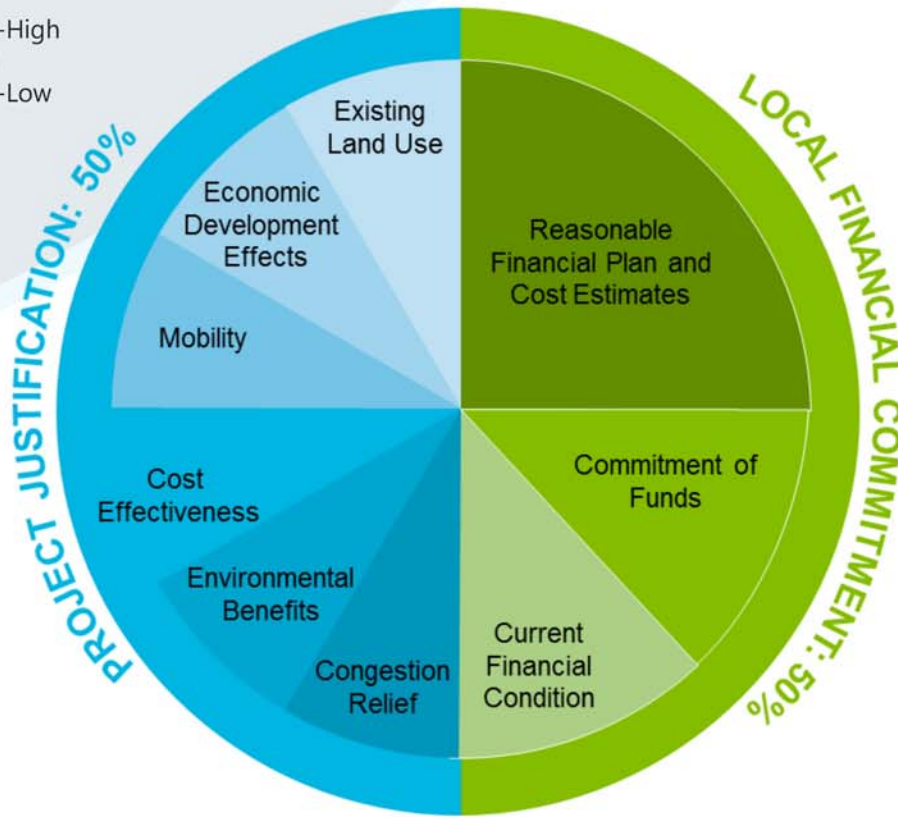 -High
-Low
PROJECT JUSTIFICATION: 50%
LOCAL FINANCIAL COMMITMENT: 50%
Existing
Land Use
Economic
Development
Effects
Mobility
Cost
Effectiveness
Environmental
Benefits
Congestion
Relief
Reasonable
Financial Plan and
Cost Estimates
Commitment of
Funds
Current
Financial
Condition